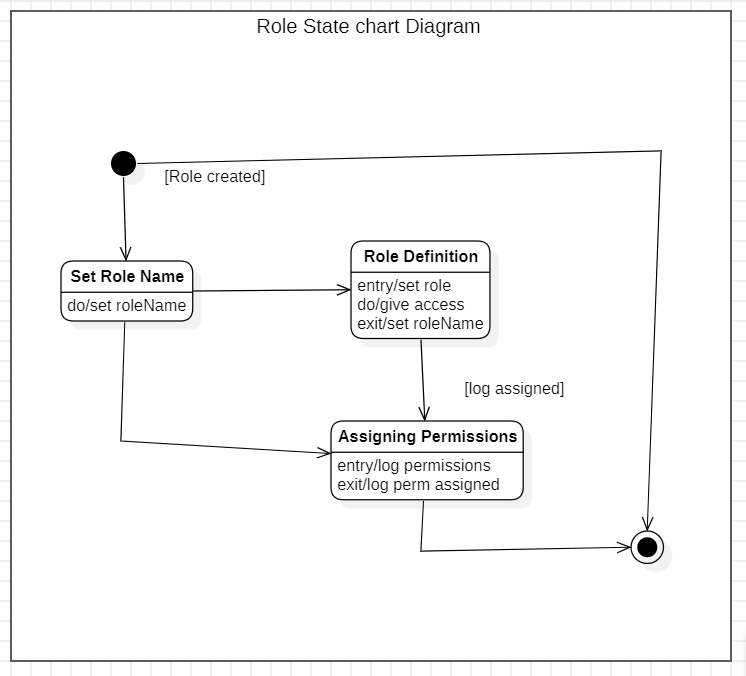 Role State chart Diagram
[Role created]
Set Role Name
do/set roleName
Role Definition
entry/set role
do/give access
exit/set roleName
[log assigned]
Assigning Permissions
entry/log permissions
exit/log perm assigned